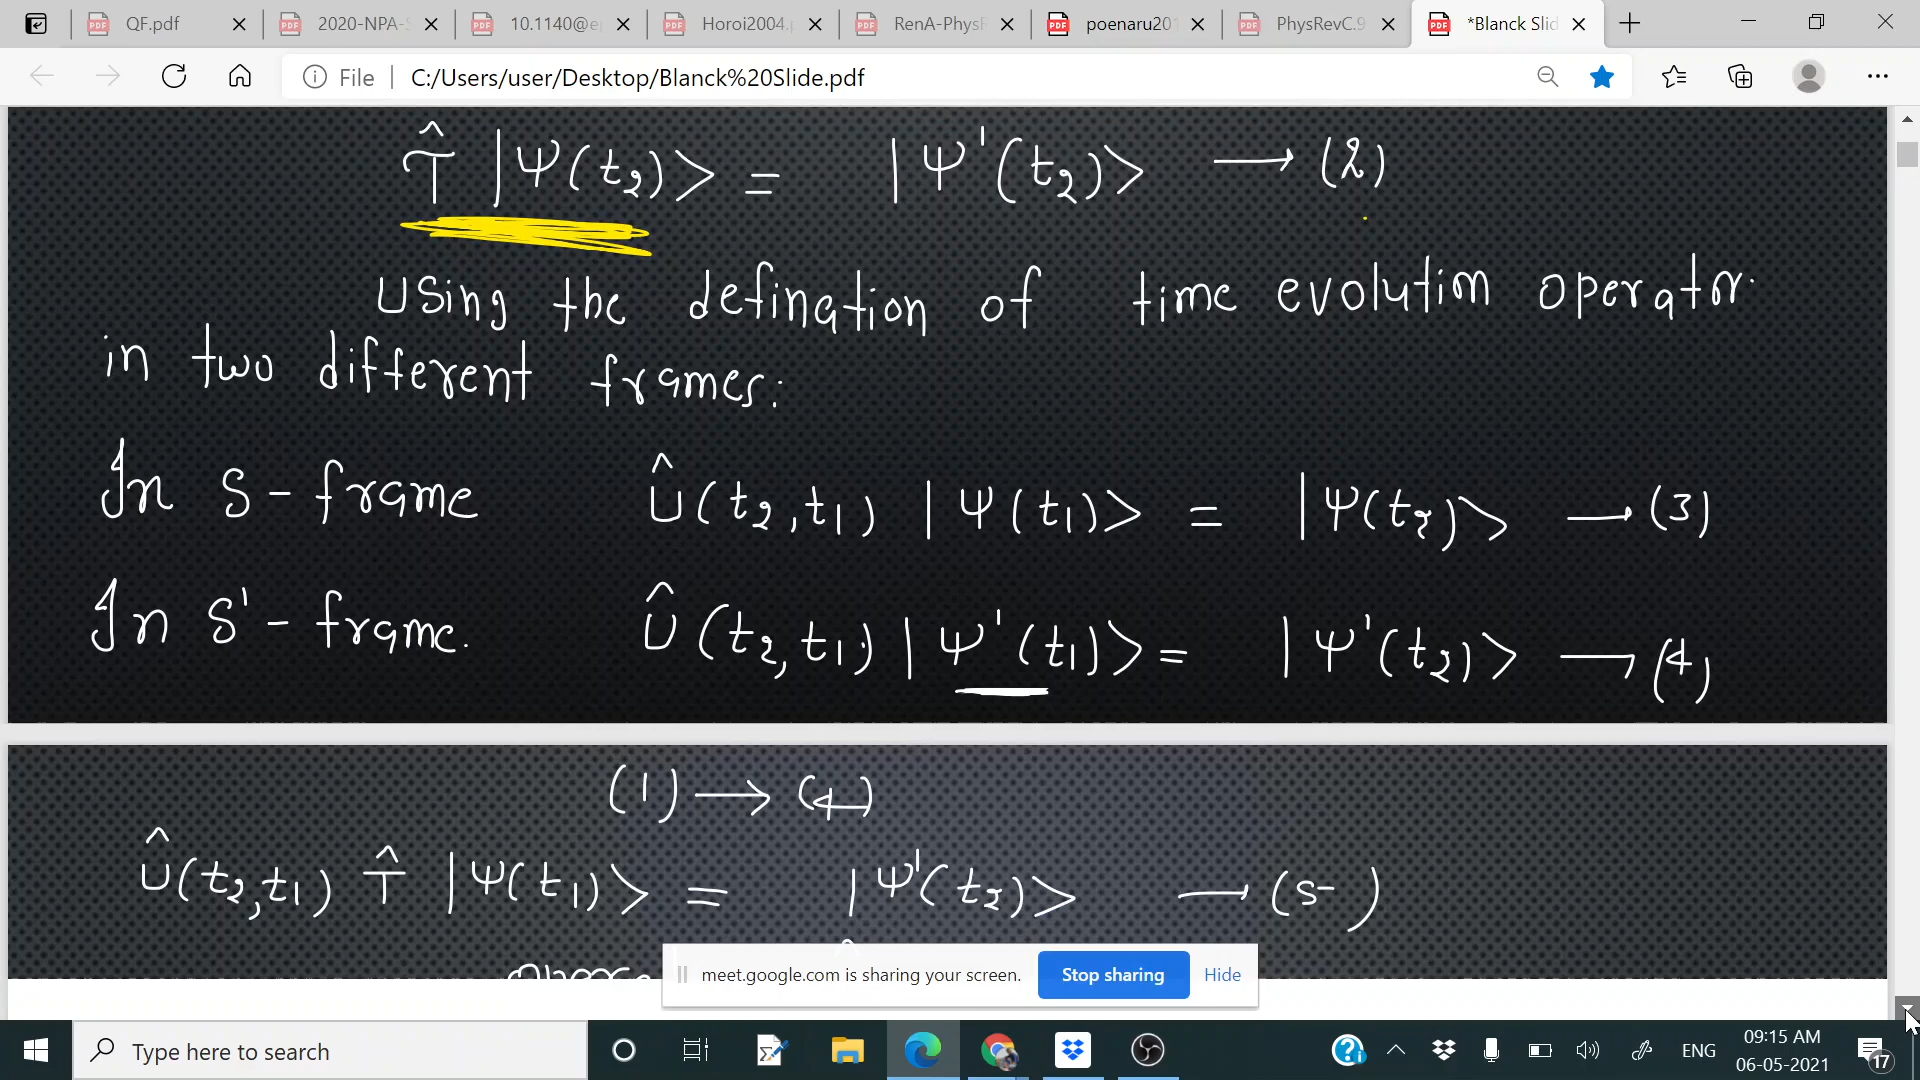 QF.pdf
2020-NPA-S
10.1140@e
Horoi2004.
RenA-PhysR
poenaru201
PhysRevC.9
*Blanck Slid
File
C:/Users/user/Desktop/Blanck%20Slide.pdf
T̂ |Ψ(t₂)> = |Ψ'(t₂)> → (2)
Using the defination of time evolution operator
in two different frames:
In S - frame Û(t₂,t₁) |Ψ(t₁)> = |Ψ(t₂)> → (3)
In S' - frame. Û(t₂,t₁) |Ψ'(t₁)> = |Ψ'(t₂)> → (4)
(1) → (4)
Û(t₂,t₁) T̂ |Ψ(t₁)> = |Ψ'(t₂)> → (5)
meet.google.com is sharing your screen.
Stop sharing
Hide
Type here to search
ENG
09:15 AM
06-05-2021
17